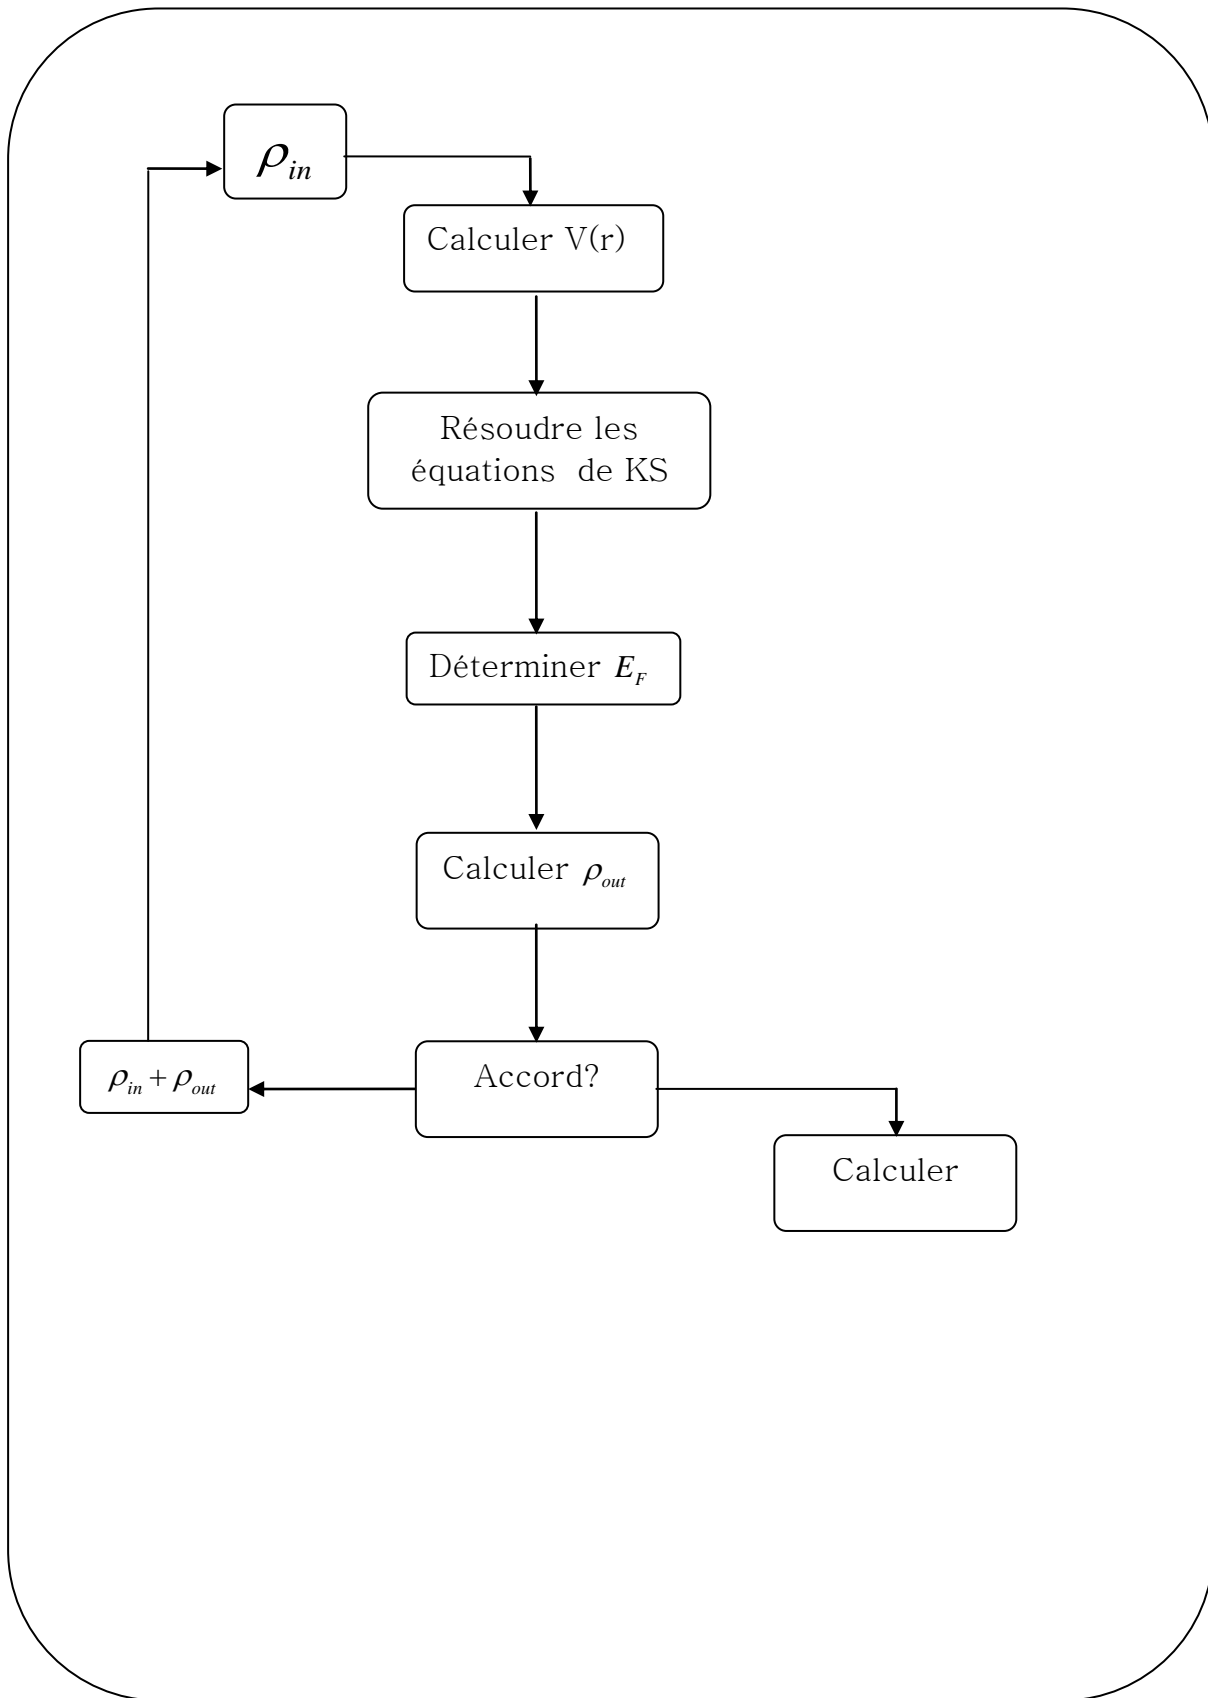 ρin
Calculer V(r)
Résoudre les
équations de KS
Déterminer EF
Calculer ρout
Accord?
ρin + ρout
Calculer